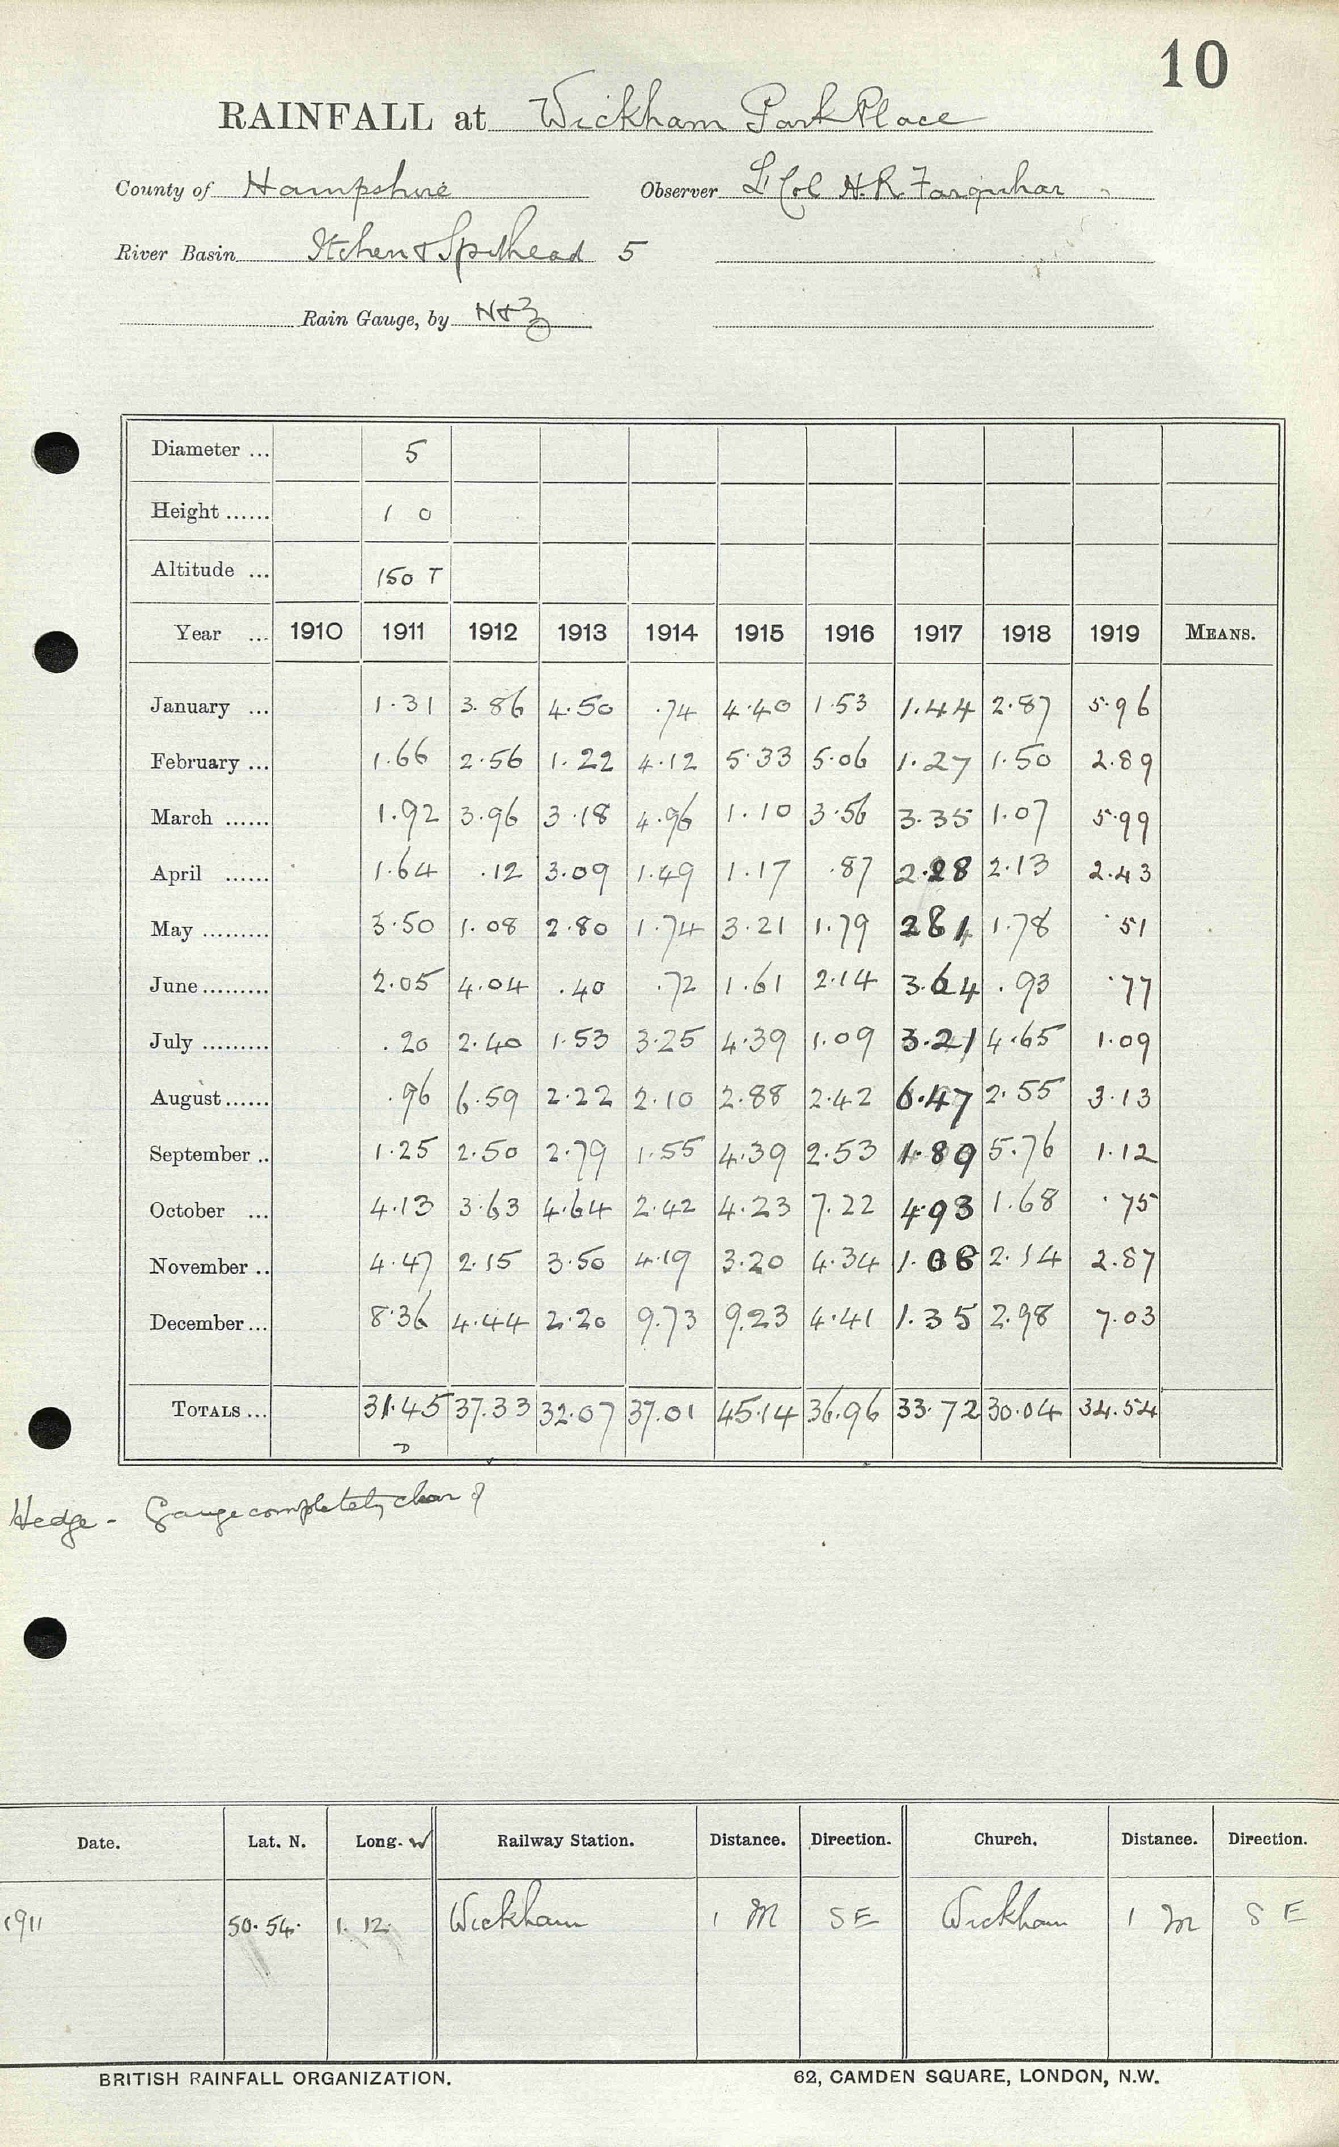 10
RAINFALL at Wickham Park Place
County of Hampshire Observer Lt Col H. R. Farquhar
River Basin Itchen & Spithead 5
Rain Gauge, by N & Z
Diameter ... 5
Height ...... 1 0
Altitude ... 150 T
Year ... 1910 1911 1912 1913 1914 1915 1916 1917 1918 1919 MEANS.
January ... 1.31 3.86 4.50 .74 4.40 1.53 1.44 2.87 5.96
February ... 1.66 2.56 1.22 4.12 5.33 5.06 1.27 1.50 2.89
March ...... 1.92 3.96 3.18 4.96 1.10 3.56 3.35 1.07 5.99
April ...... 1.64 .12 3.09 1.49 1.17 .87 2.28 2.13 2.43
May ......... 3.50 1.08 2.80 1.74 3.21 1.79 2.81 1.78 .51
June ......... 2.05 4.04 .40 .72 1.61 2.14 3.64 .93 .77
July ......... .20 2.40 1.53 3.25 4.39 1.09 3.21 4.65 1.09
August ...... .96 6.59 2.22 2.10 2.88 2.42 6.47 2.55 3.13
September .. 1.25 2.50 2.79 1.55 4.39 2.53 1.89 5.76 1.12
October ... 4.13 3.63 4.64 2.42 4.23 7.22 4.93 1.68 .75
November .. 4.47 2.15 3.50 4.19 3.20 4.34 1.08 2.14 2.87
December ... 8.36 4.44 2.20 9.73 9.23 4.41 1.35 2.98 7.03
TOTALS ... 31.45 37.33 32.07 37.01 45.14 36.96 33.72 30.04 34.54
D
Hedge - Gauge completely clear of
Date. Lat. N. Long. W Railway Station. Distance. Direction. Church. Distance. Direction.
1911 50.54. 1.12. Wickham 1 M SE Wickham 1 M SE
BRITISH RAINFALL ORGANIZATION. 62, CAMDEN SQUARE, LONDON, N.W.